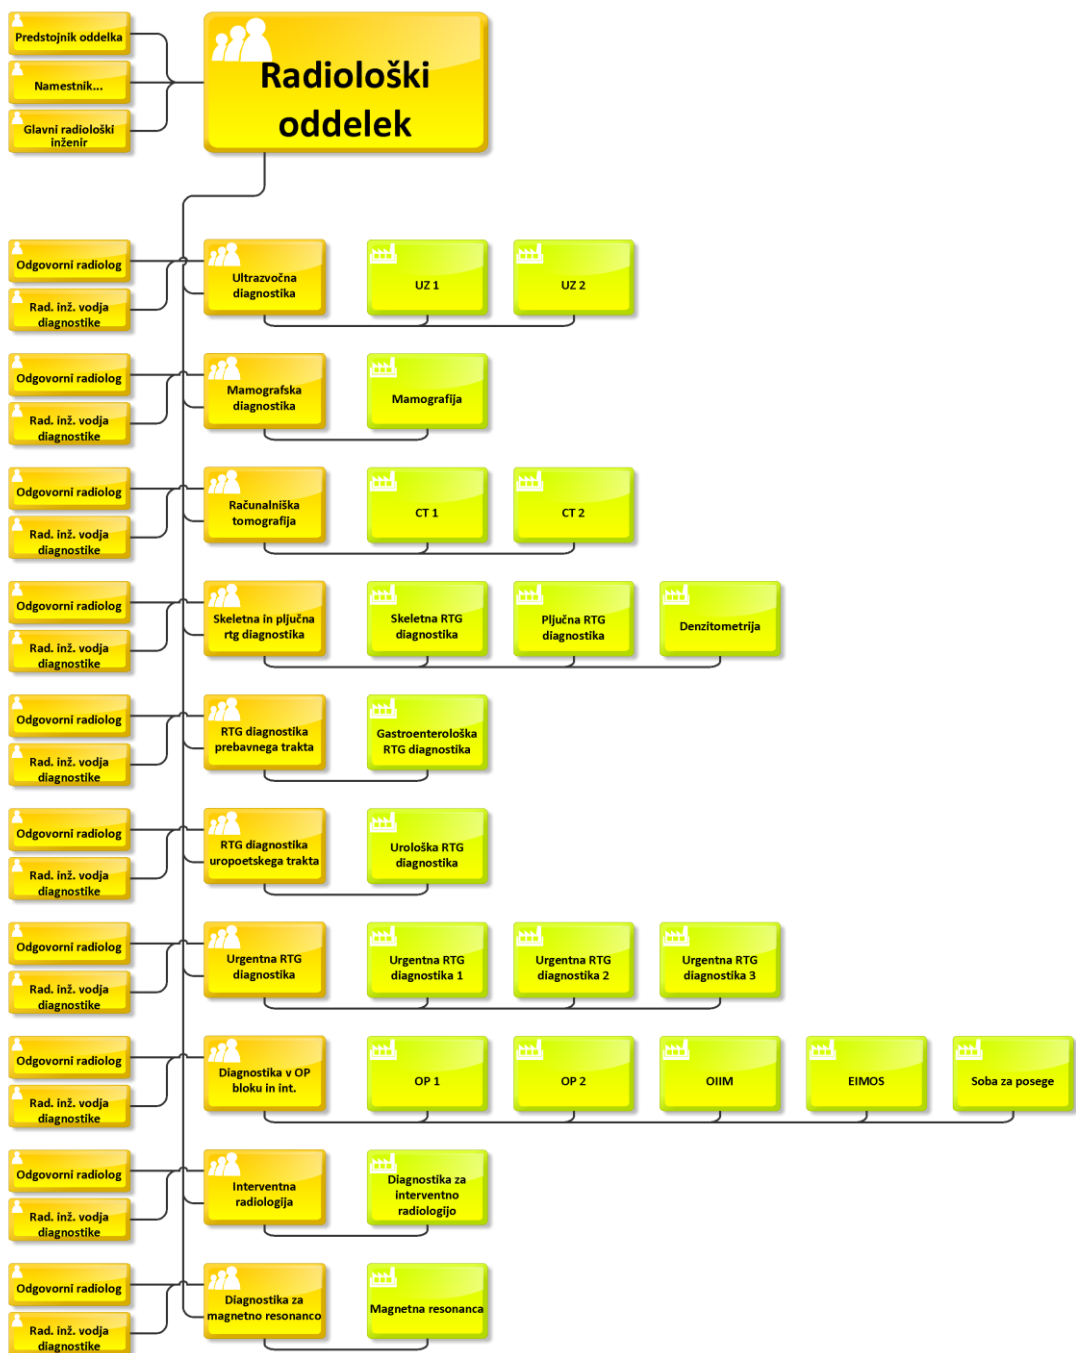 Predstojnik oddelka
Namestnik...
Glavni radiološki
inženir
Radiološki
oddelek
Odgovorni radiolog
Rad. inž. vodja
diagnostike
Ultrazvočna
diagnostika
UZ 1
UZ 2
Odgovorni radiolog
Rad. inž. vodja
diagnostike
Mamografska
diagnostika
Mamografija
Odgovorni radiolog
Rad. inž. vodja
diagnostike
Računalniška
tomografija
CT 1
CT 2
Odgovorni radiolog
Rad. inž. vodja
diagnostike
Skeletna in pljučna
rtg diagnostika
Skeletna RTG
diagnostika
Pljučna RTG
diagnostika
Denzitometrija
Odgovorni radiolog
Rad. inž. vodja
diagnostike
RTG diagnostika
prebavnega trakta
Gastroenterološka
RTG diagnostika
Odgovorni radiolog
Rad. inž. vodja
diagnostike
RTG diagnostika
uropoetskega trakta
Urološka RTG
diagnostika
Odgovorni radiolog
Rad. inž. vodja
diagnostike
Urgentna RTG
diagnostika
Urgentna RTG
diagnostika 1
Urgentna RTG
diagnostika 2
Urgentna RTG
diagnostika 3
Odgovorni radiolog
Rad. inž. vodja
diagnostike
Diagnostika v OP
bloku in int.
OP 1
OP 2
OIIM
EIMOS
Soba za posege
Odgovorni radiolog
Rad. inž. vodja
diagnostike
Interventna
radiologija
Diagnostika za
interventno
radiologijo
Odgovorni radiolog
Rad. inž. vodja
diagnostike
Diagnostika za
magnetno resonanco
Magnetna resonanca